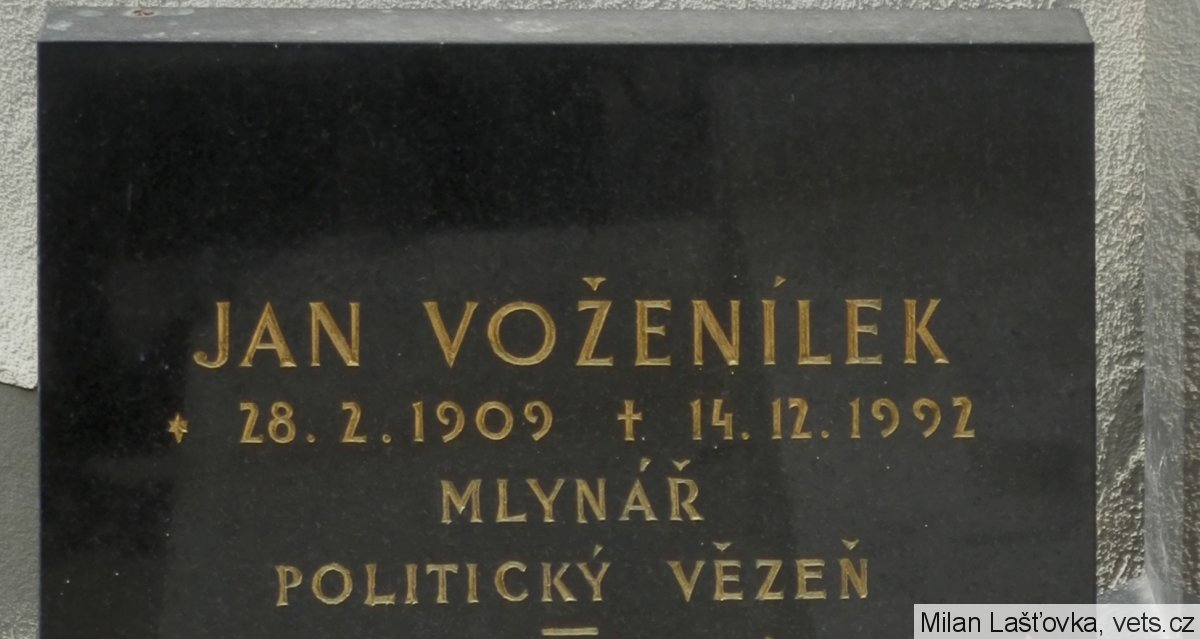 JAN VOŽENÍLEK
* 28. 2. 1909 † 14. 12. 1992
MLYNÁŘ
POLITICKÝ VĚZEŇ
Milan Lašťovka, vets.cz